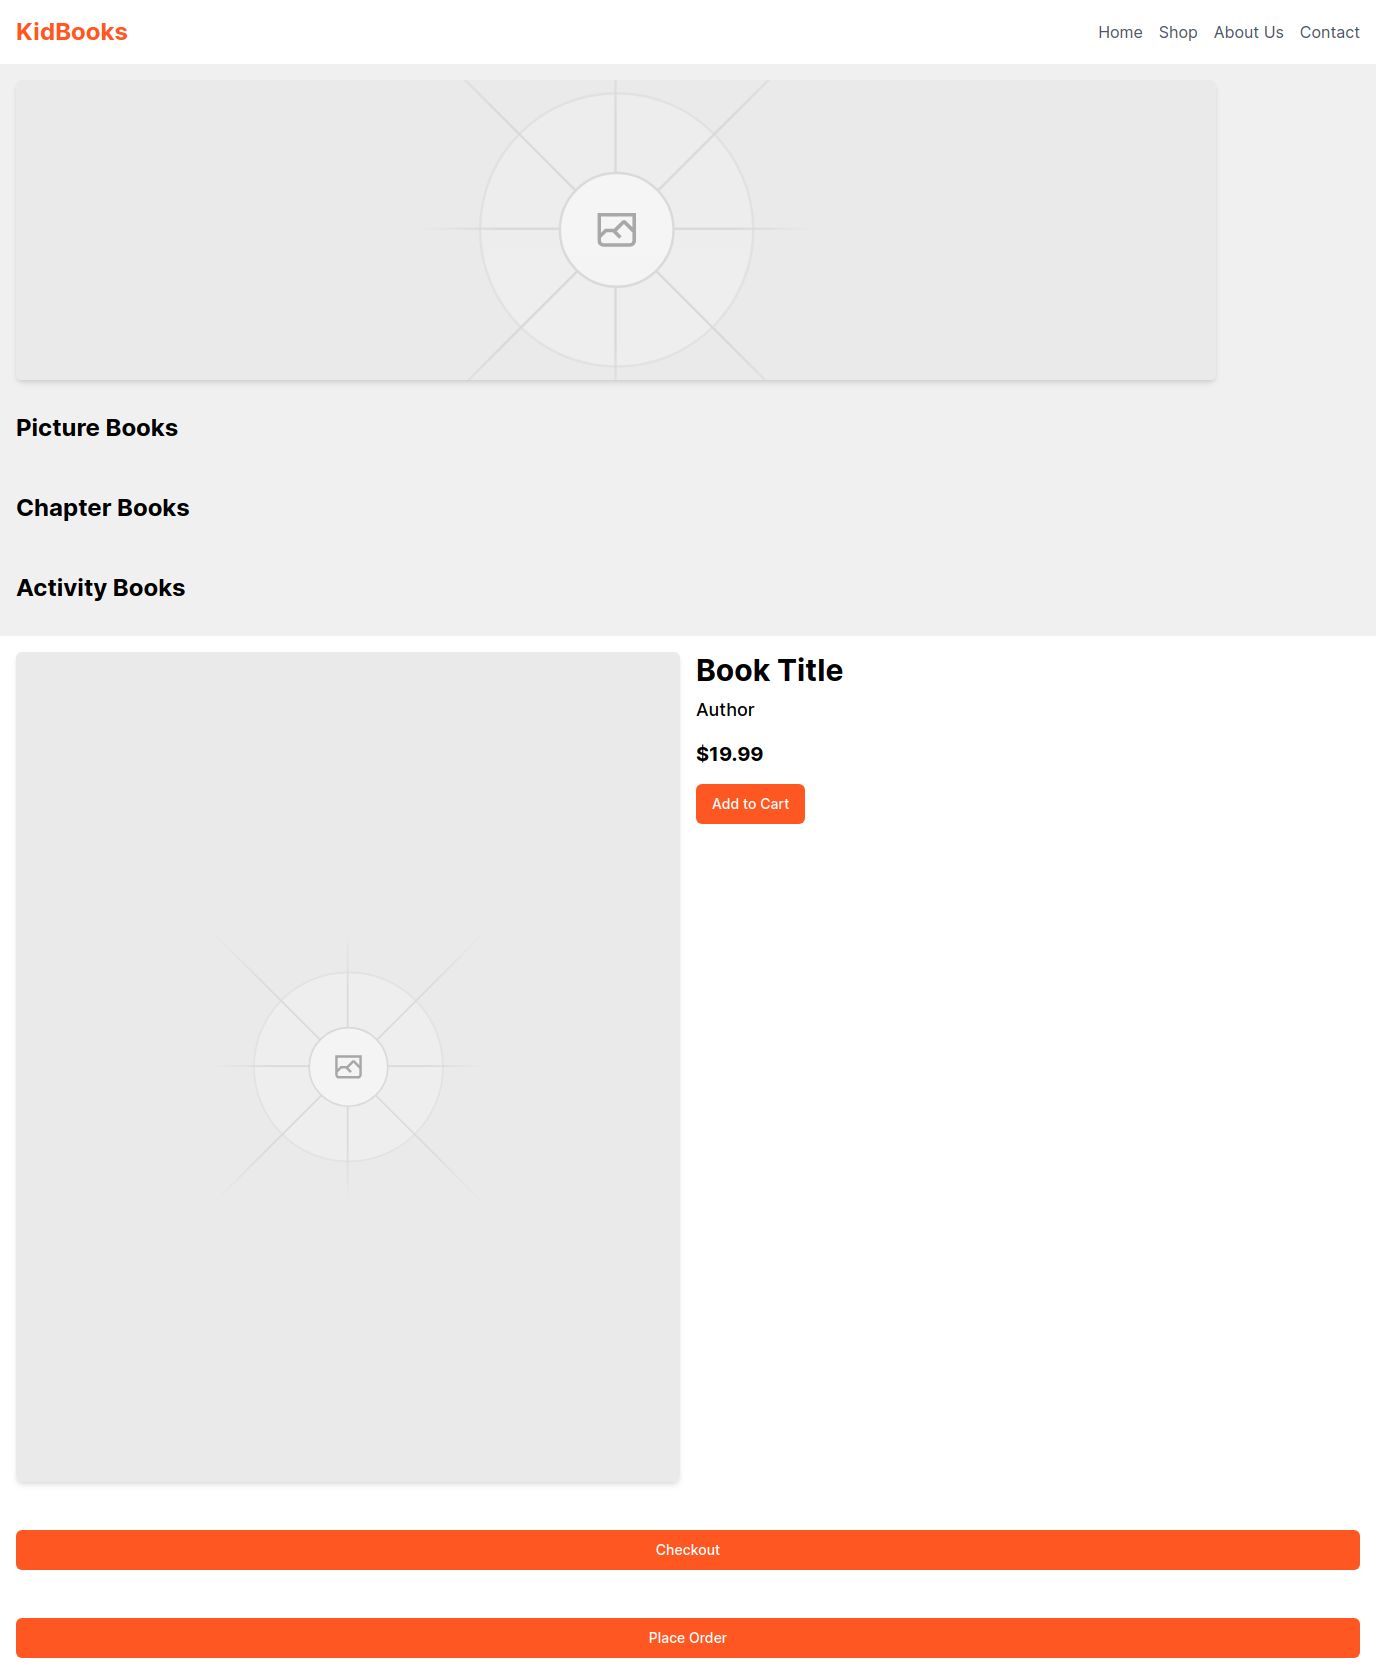 KidBooks
Home Shop About Us Contact
Picture Books
Chapter Books
Activity Books
Book Title
Author
$19.99
Add to Cart
Checkout
Place Order